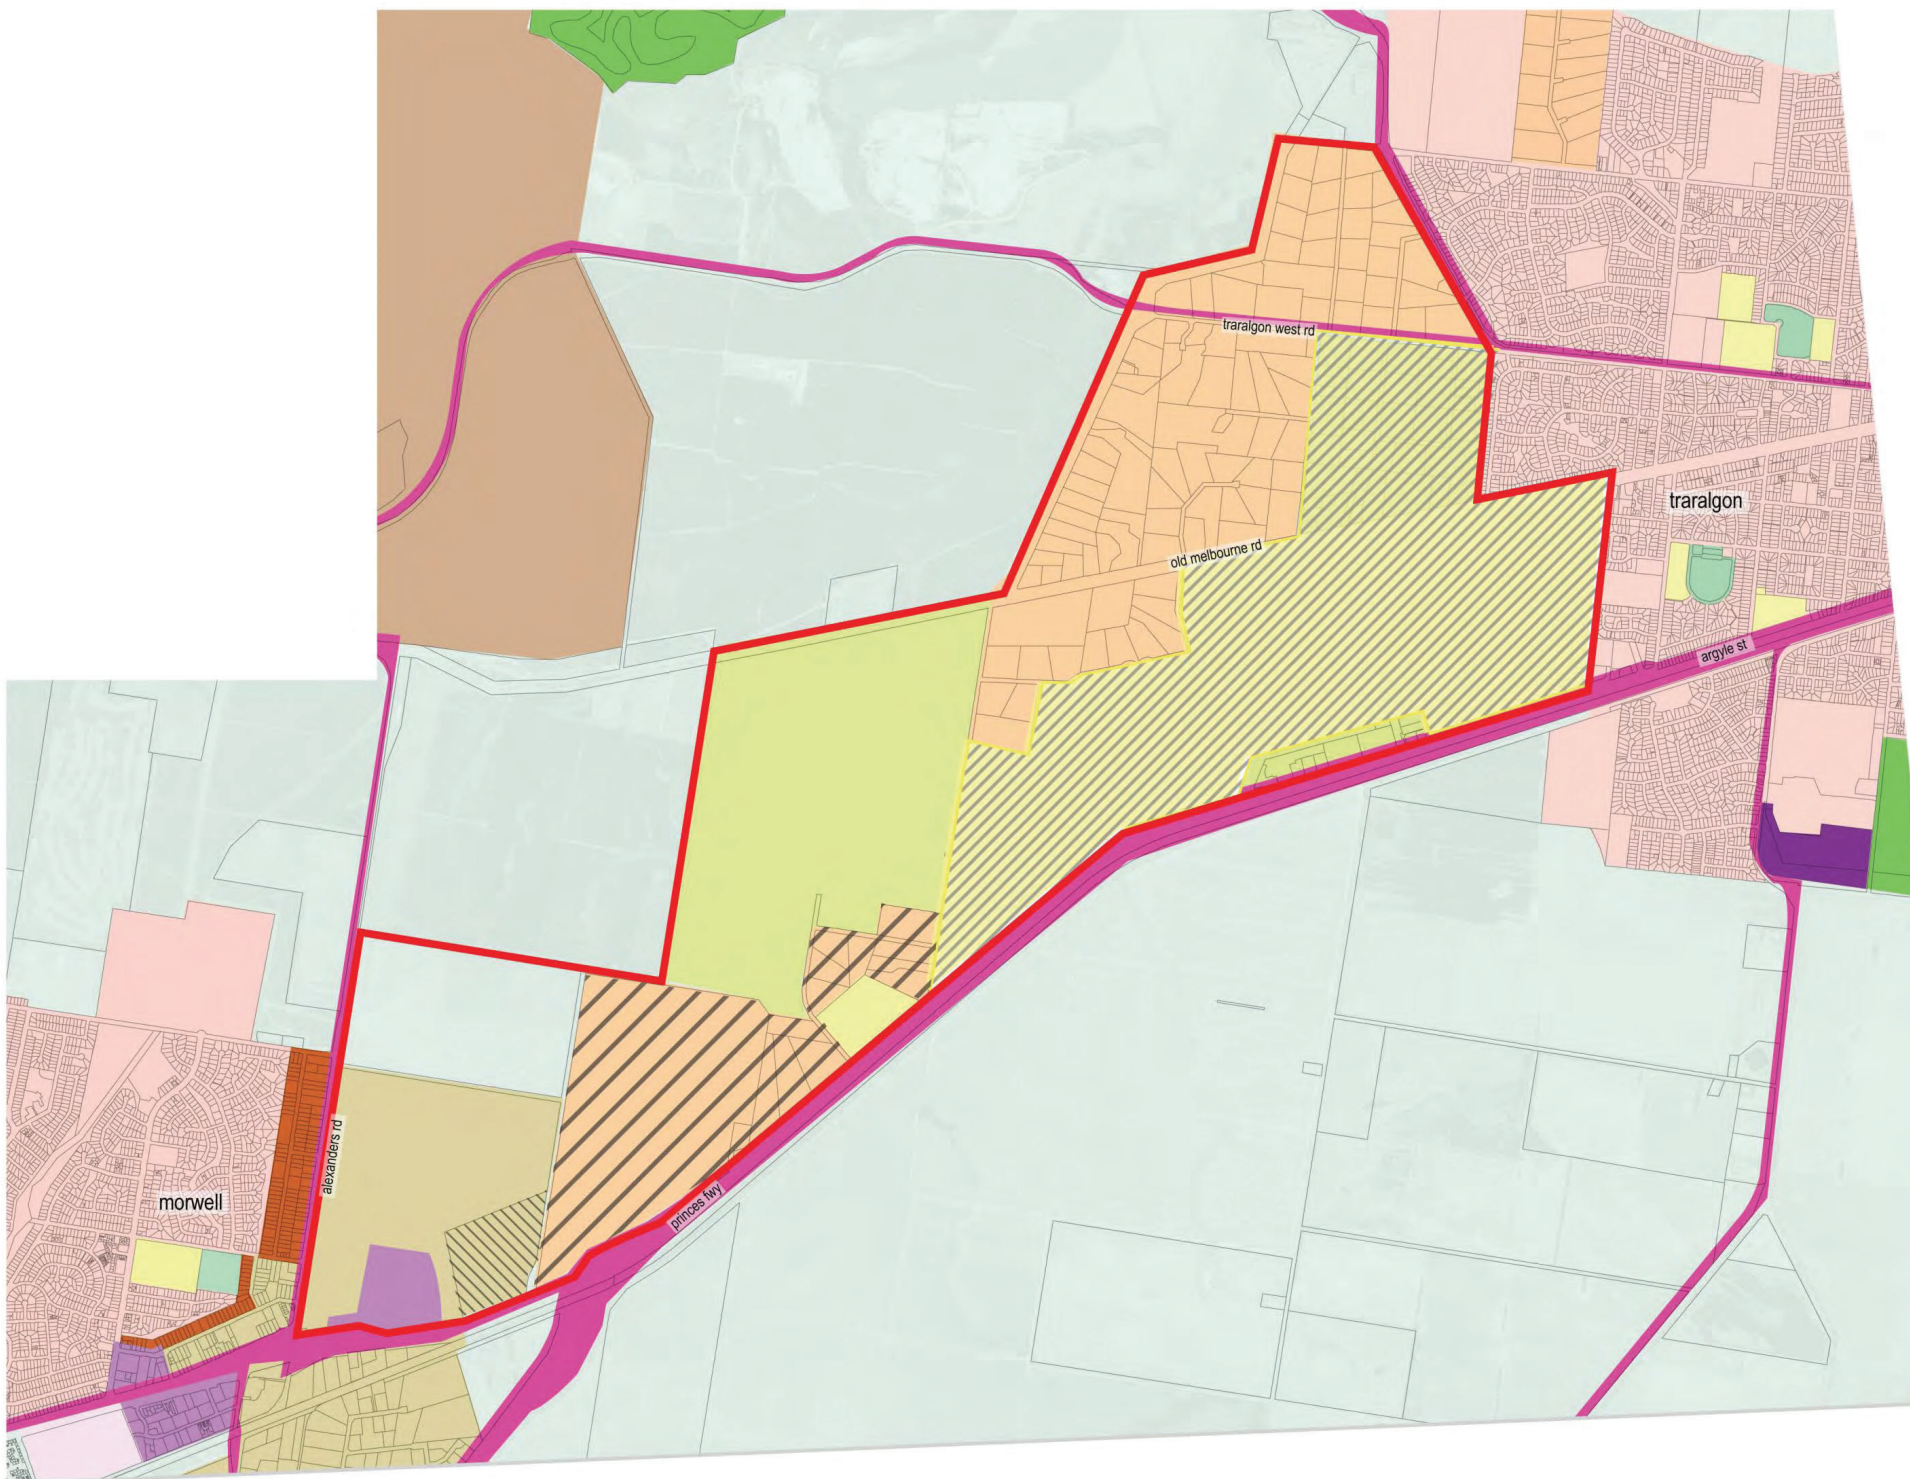 traralgon west rd
traralgon
old melbourne rd
argyle st
alexanders rd
morwell
princes fwy